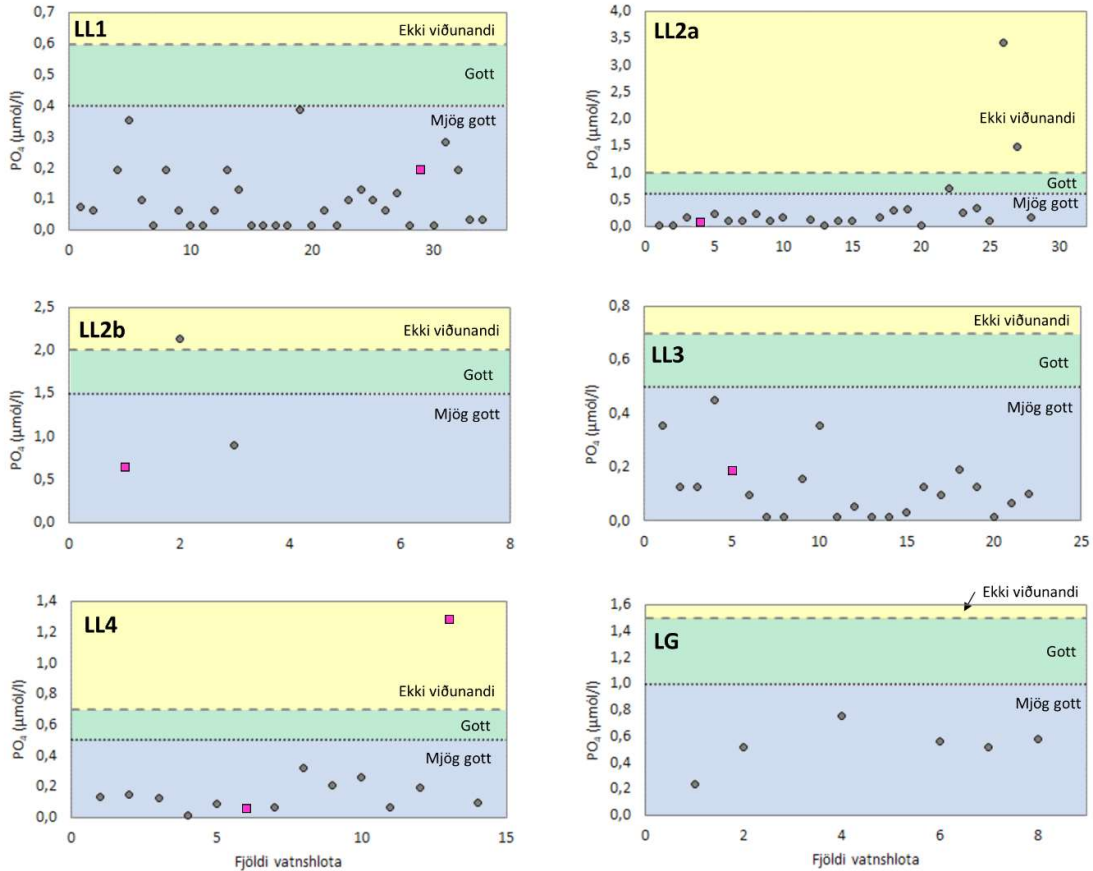 LL1
Ekki viðunandi
Gott
Mjög gott
PO4 (µmól/l)
0,7
0,6
0,5
0,4
0,3
0,2
0,1
0,0
0 10 20 30
LL2a
Ekki viðunandi
Gott
Mjög gott
PO4 (µmól/l)
4,0
3,5
3,0
2,5
2,0
1,5
1,0
0,5
0,0
0 5 10 15 20 25 30
LL2b
Ekki viðunandi
Gott
Mjög gott
PO4 (µmól/l)
2,5
2,0
1,5
1,0
0,5
0,0
0 2 4 6 8
LL3
Ekki viðunandi
Gott
Mjög gott
PO4 (µmól/l)
0,8
0,6
0,4
0,2
0,0
0 5 10 15 20 25
LL4
Ekki viðunandi
Gott
Mjög gott
PO4 (µmól/l)
1,4
1,2
1,0
0,8
0,6
0,4
0,2
0,0
0 5 10 15
Fjöldi vatnshlota
Ekki viðunandi
LG
Gott
Mjög gott
PO4 (µmól/l)
1,6
1,4
1,2
1,0
0,8
0,6
0,4
0,2
0,0
0 2 4 6 8
Fjöldi vatnshlota